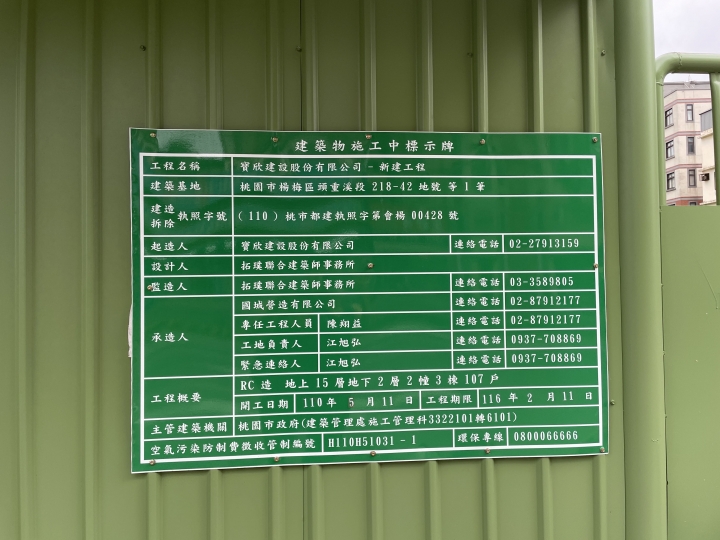 建築物施工中標示牌
工程名稱 寶欣建設股份有限公司-新建工程
建築基地 桃園市楊梅區頭重溪段 218-42 地號 等 1 筆
建造 拆除 執照字號 (110) 桃市都建執照字第會楊 00428 號
起造人 寶欣建設股份有限公司 連絡電話 02-27913159
設計人 拓璞聯合建築師事務所
監造人 拓璞聯合建築師事務所 連絡電話 03-3589805
承造人 國城營造有限公司 連絡電話 02-87912177
專任工程人員 陳翔益 連絡電話 02-87912177
工地負責人 江旭弘 連絡電話 0937-708869
緊急連絡人 江旭弘 連絡電話 0937-708869
工程概要 RC 造 地上 15 層地下 2 層 2 幢 3 棟 107 戶
開工日期 110 年 5 月 11 日 工程期限 116 年 2 月 11 日
主管建築機關 桃園市政府(建築管理處施工管理科3322101轉6101)
空氣污染防制費徵收管制編號 H110H51031-1 環保專線 0800066666